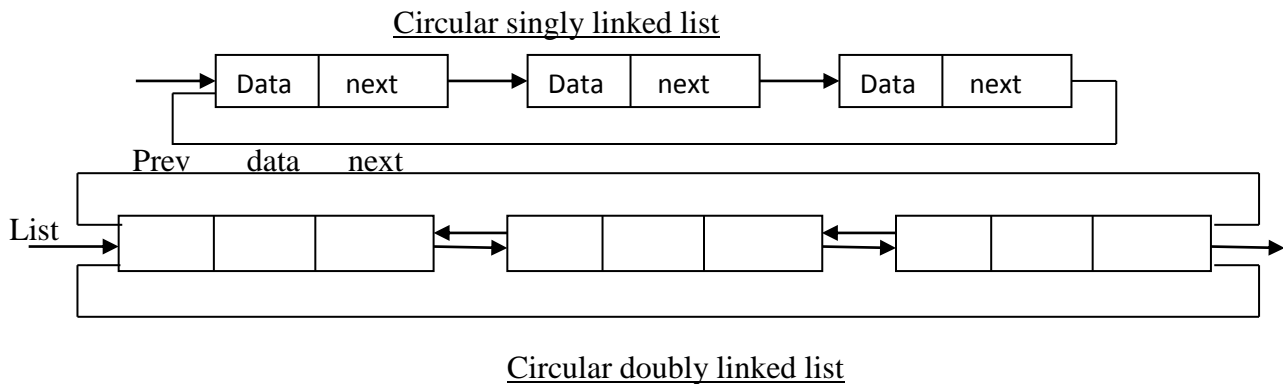 Circular singly linked list
Data next Data next Data next
Prev data next
List
Circular doubly linked list